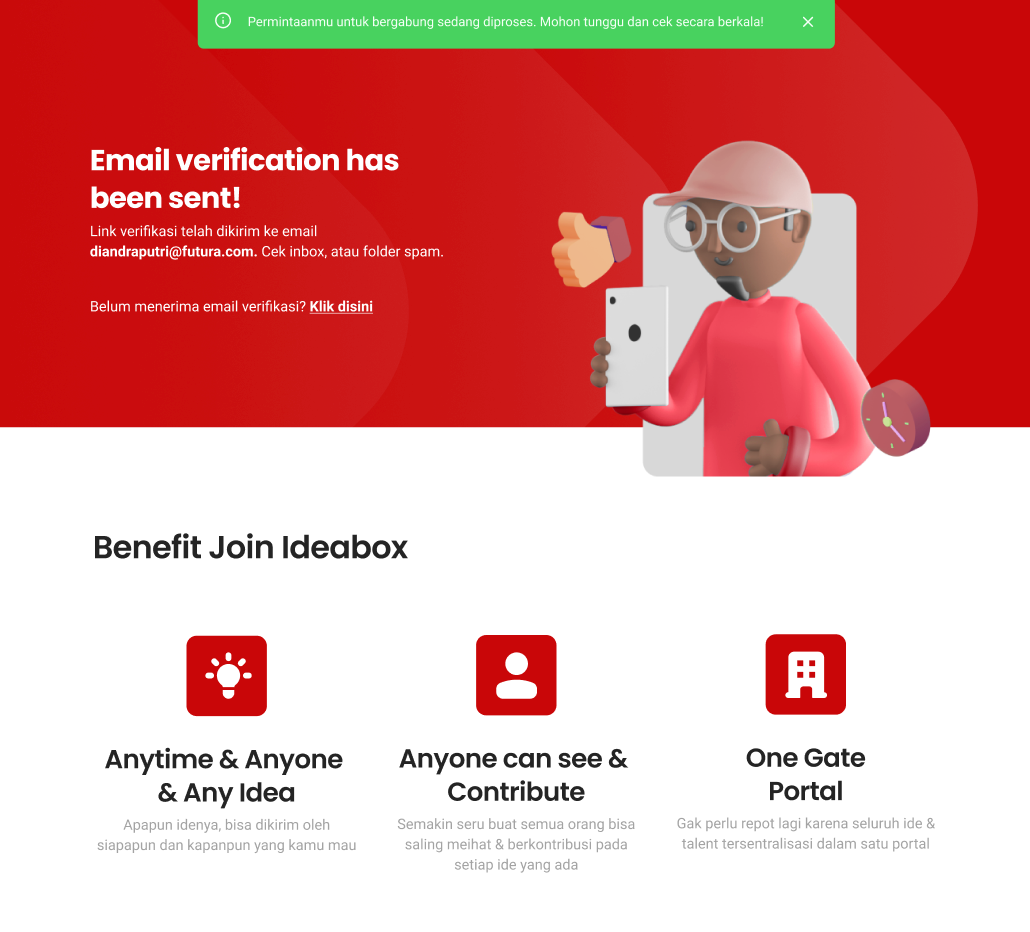 Permintaanmu untuk bergabung sedang diproses. Mohon tunggu dan cek secara berkala!
Email verification has
been sent!
Link verifikasi telah dikirim ke email
diandraputri@futura.com. Cek inbox, atau folder spam.
Belum menerima email verifikasi? Klik disini
Benefit Join Ideabox
Anytime & Anyone
& Any Idea
Apapun idenya, bisa dikirim oleh
siapapun dan kapanpun yang kamu mau
Anyone can see &
Contribute
Semakin seru buat semua orang bisa
saling meihat & berkontribusi pada
setiap ide yang ada
One Gate
Portal
Gak perlu repot lagi karena seluruh ide &
talent tersentralisasi dalam satu portal